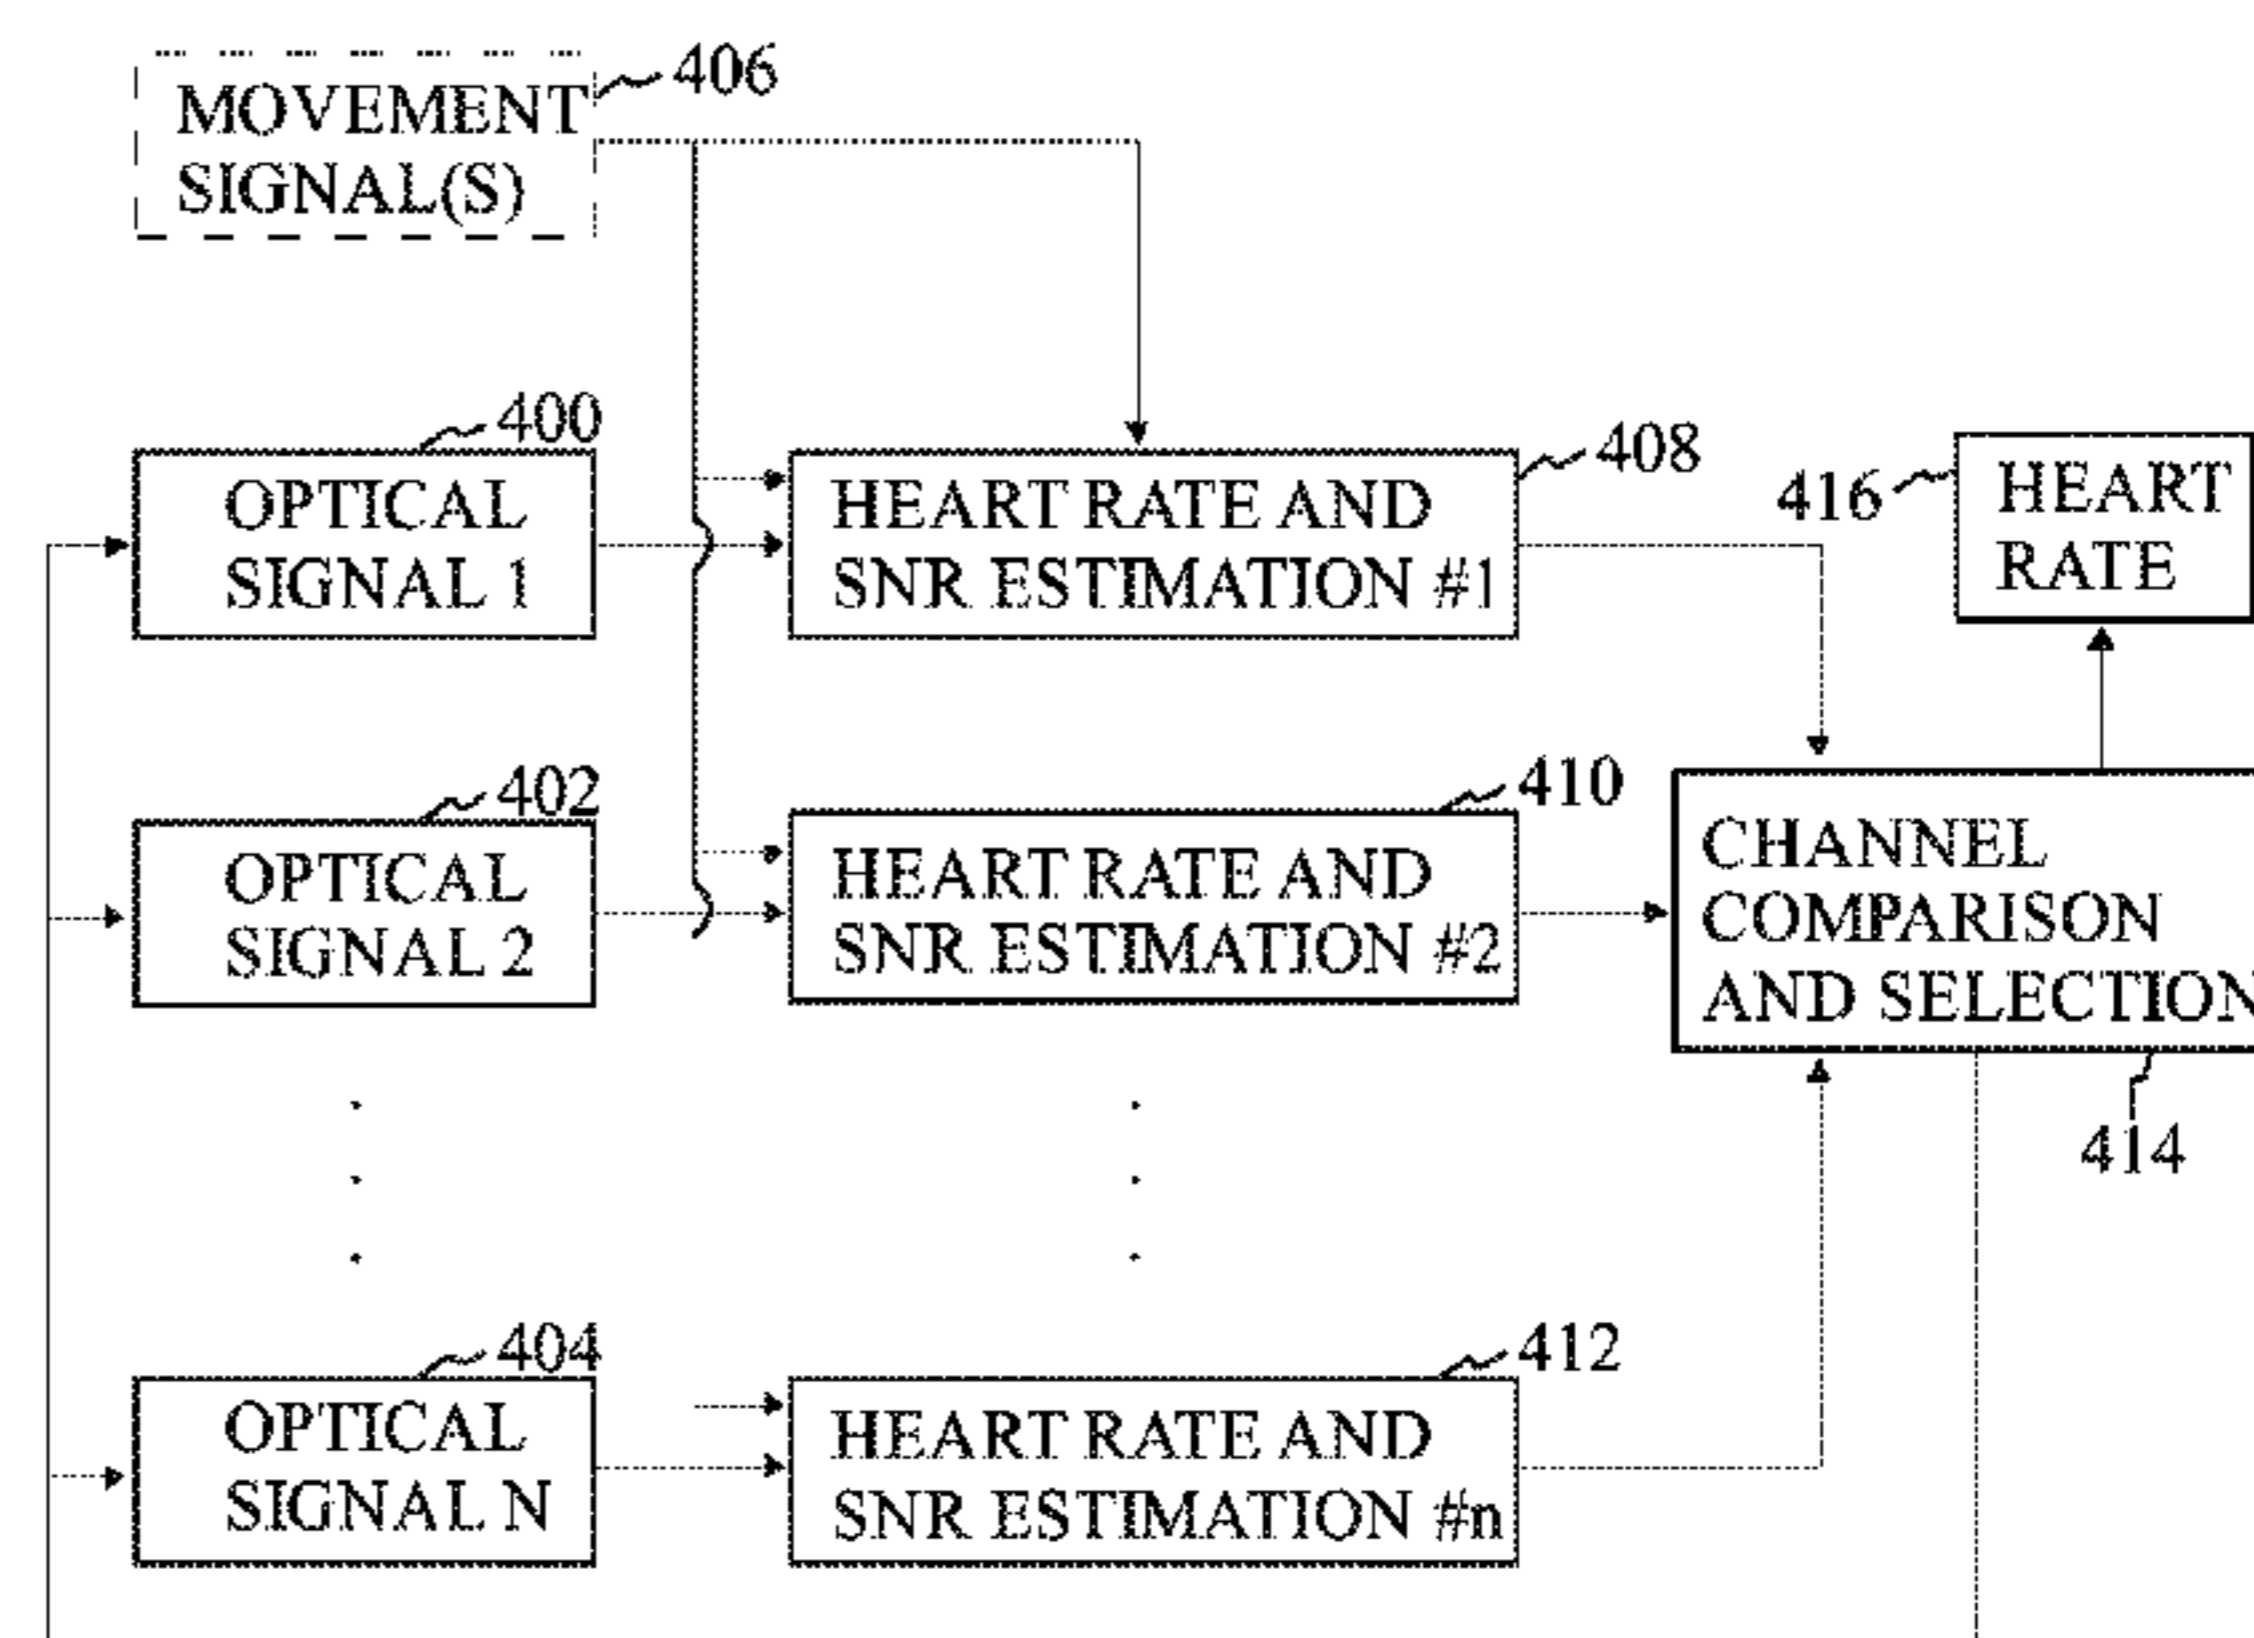 406
MOVEMENT
SIGNAL(S)
400
OPTICAL
SIGNAL 1
408
HEART RATE AND
SNR ESTIMATION #1
416
HEART
RATE
402
OPTICAL
SIGNAL 2
410
HEART RATE AND
SNR ESTIMATION #2
CHANNEL
COMPARISON
AND SELECTION
414
404
OPTICAL
SIGNAL N
412
HEART RATE AND
SNR ESTIMATION #n